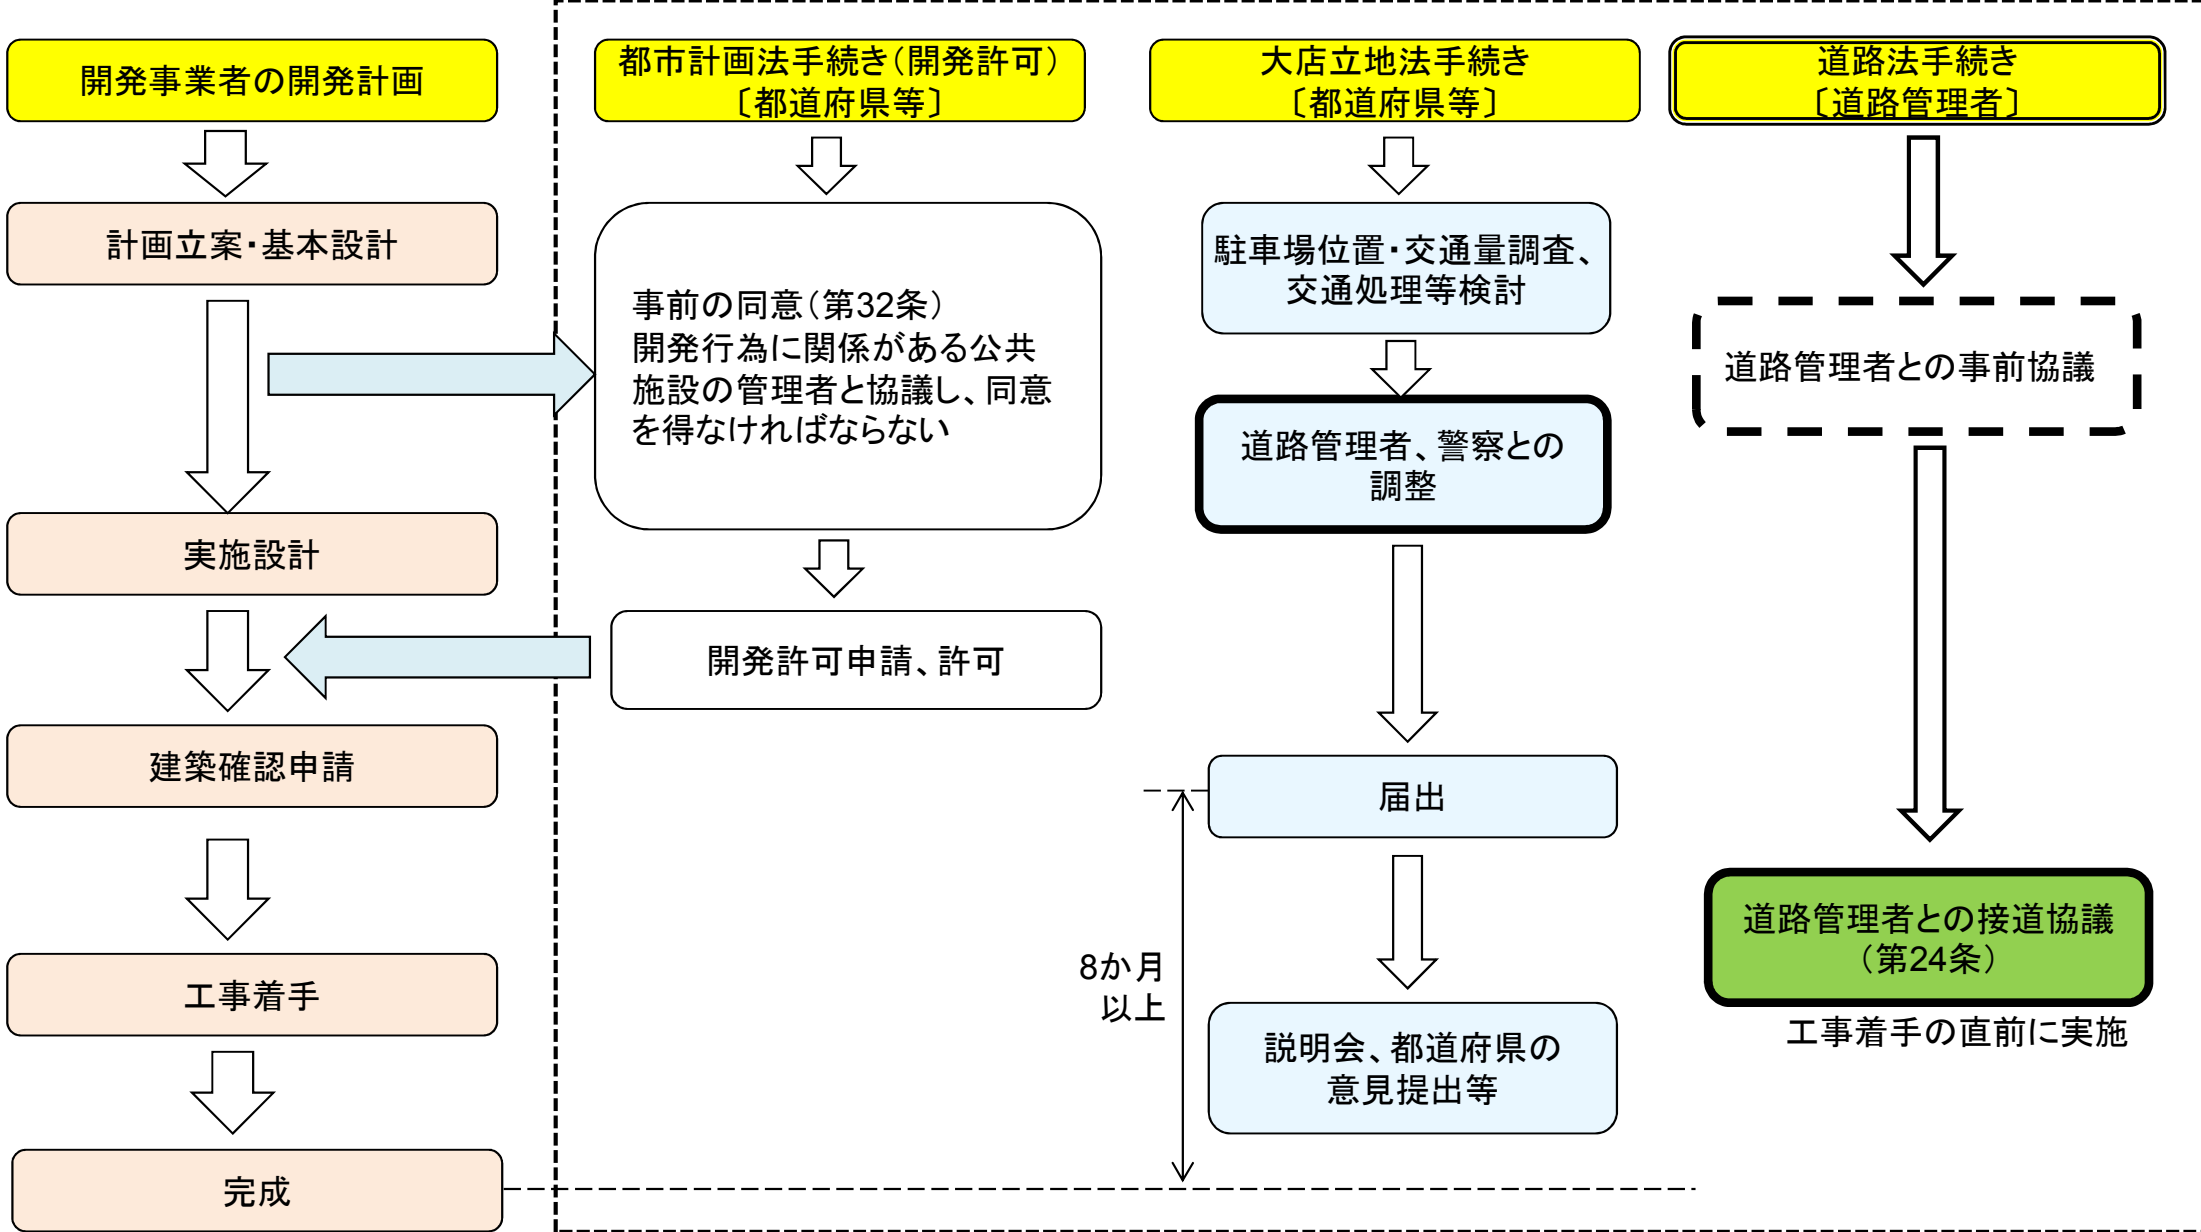 開発事業者の開発計画
計画立案・基本設計
実施設計
建築確認申請
工事着手
完成
都市計画法手続き（開発許可）
〔都道府県等〕
事前の同意（第32条）
開発行為に関係がある公共
施設の管理者と協議し、同意
を得なければならない
開発許可申請、許可
大店立地法手続き
〔都道府県等〕
駐車場位置・交通量調査、
交通処理等検討
道路管理者、警察との
調整
届出
8か月
以上
説明会、都道府県の
意見提出等
道路法手続き
〔道路管理者〕
道路管理者との事前協議
道路管理者との接道協議
（第24条）
工事着手の直前に実施